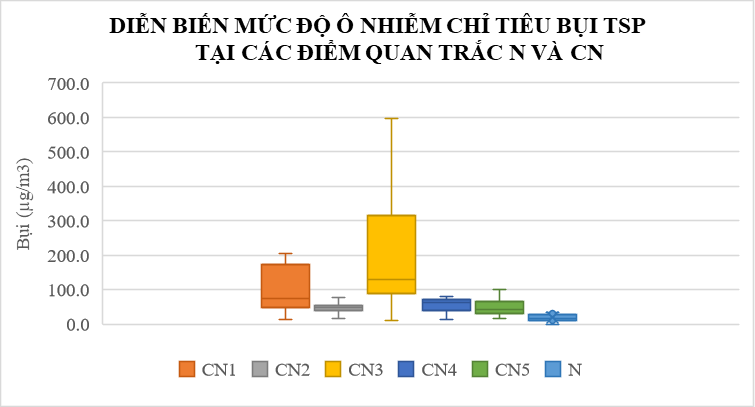 DIỄN BIẾN MỨC ĐỘ Ô NHIỄM CHỈ TIÊU BỤI TSP
TẠI CÁC ĐIỂM QUAN TRẮC N VÀ CN
700.0
600.0
500.0
400.0
300.0
200.0
100.0
0.0
Bụi (µg/m3)
CN1 CN2 CN3 CN4 CN5 N